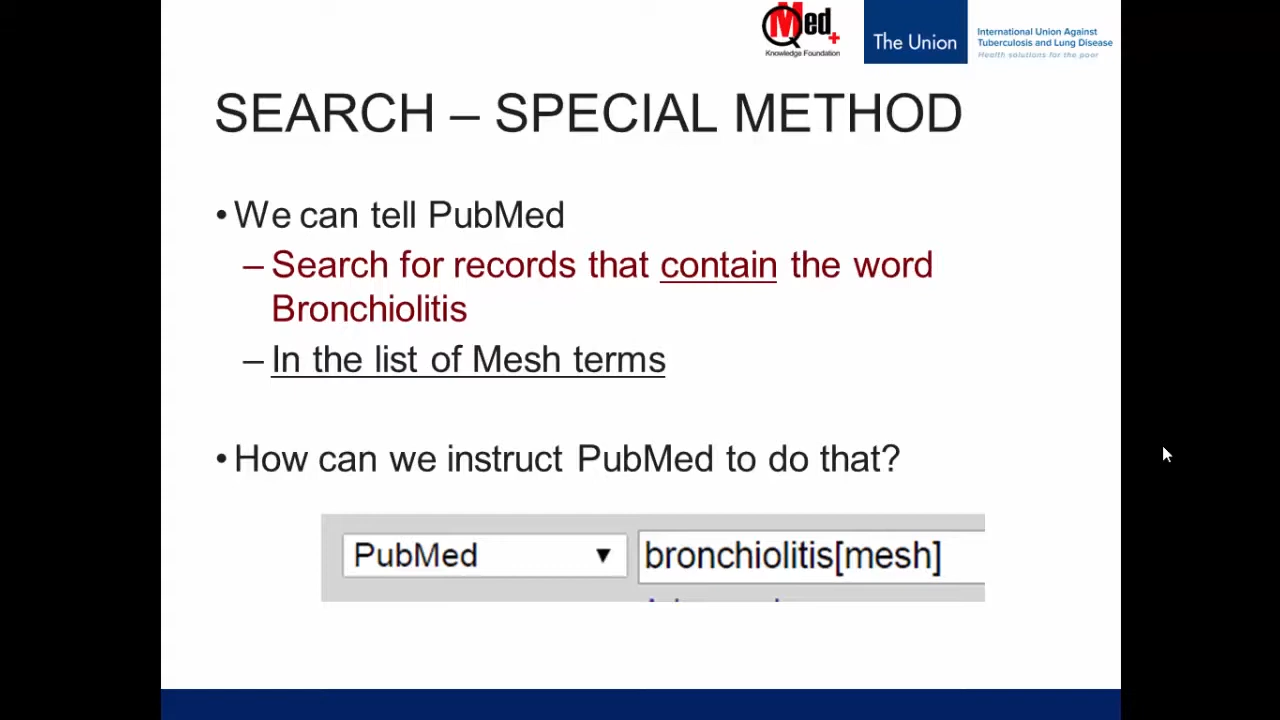 QMed
Knowledge Foundation
The Union
International Union Against
Tuberculosis and Lung Disease
Health solutions for the poor
SEARCH – SPECIAL METHOD
• We can tell PubMed
– Search for records that contain the word
Bronchiolitis
– In the list of Mesh terms
• How can we instruct PubMed to do that?
PubMed ▼ bronchiolitis[mesh]